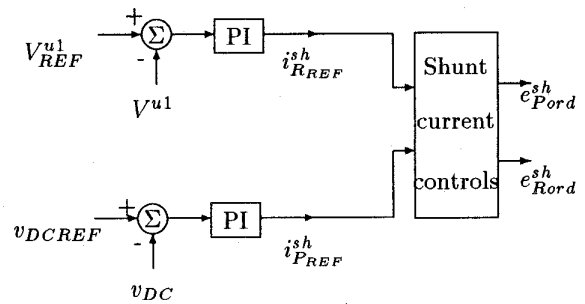 +
V^{u1}_{REF}
Σ
PI
-
i^{sh}_{R_{REF}}
V^{u1}
Shunt
current
controls
e^{sh}_{Pord}
e^{sh}_{Rord}
+
v_{DCREF}
Σ
PI
-
i^{sh}_{P_{REF}}
v_{DC}